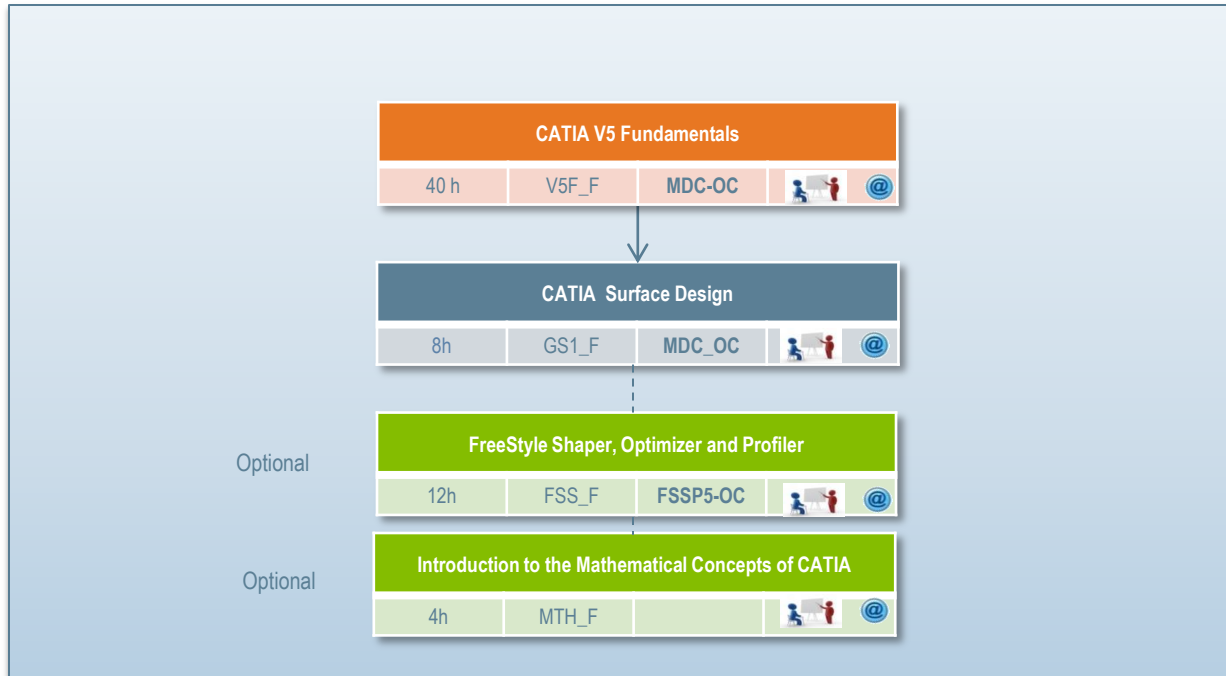 CATIA V5 Fundamentals
40 h V5F_F MDC-OC @
CATIA Surface Design
8h GS1_F MDC_OC @
FreeStyle Shaper, Optimizer and Profiler
Optional
12h FSS_F FSSP5-OC @
Introduction to the Mathematical Concepts of CATIA
Optional
4h MTH_F @